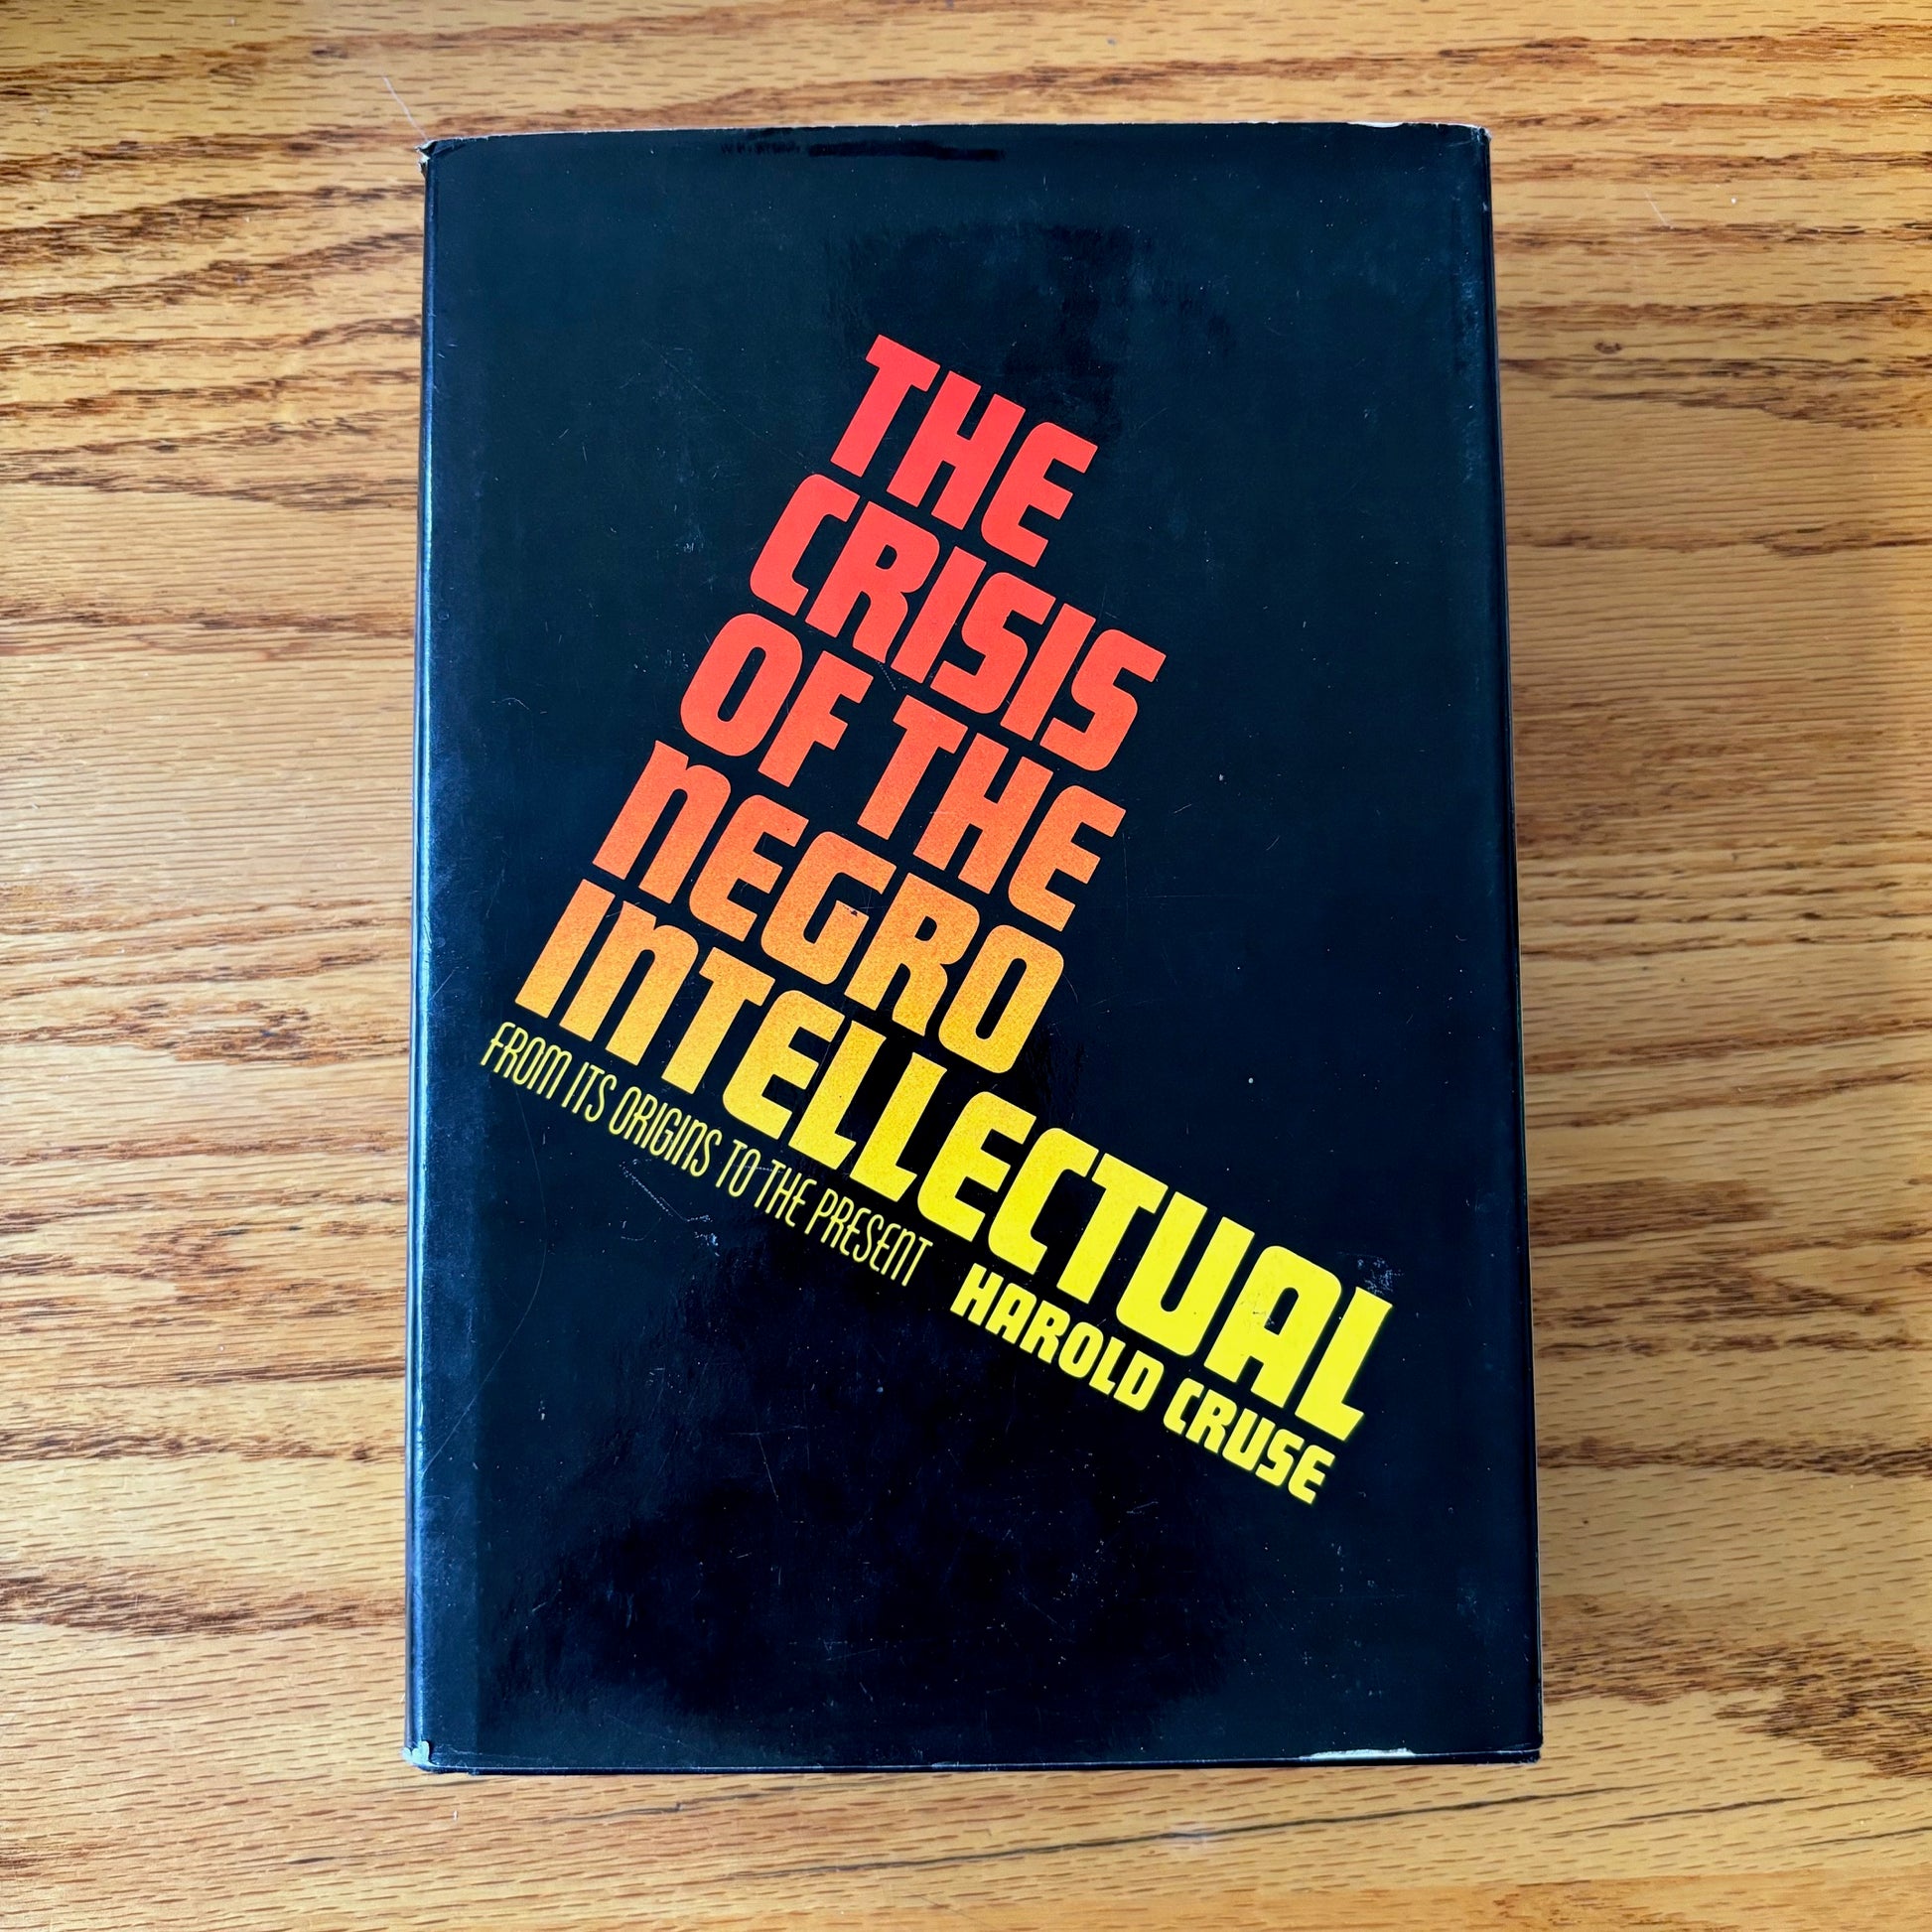 THE
CRISIS
OF THE
NEGRO
INTELLECTUAL
FROM ITS ORIGINS TO THE PRESENT
HAROLD CRUSE